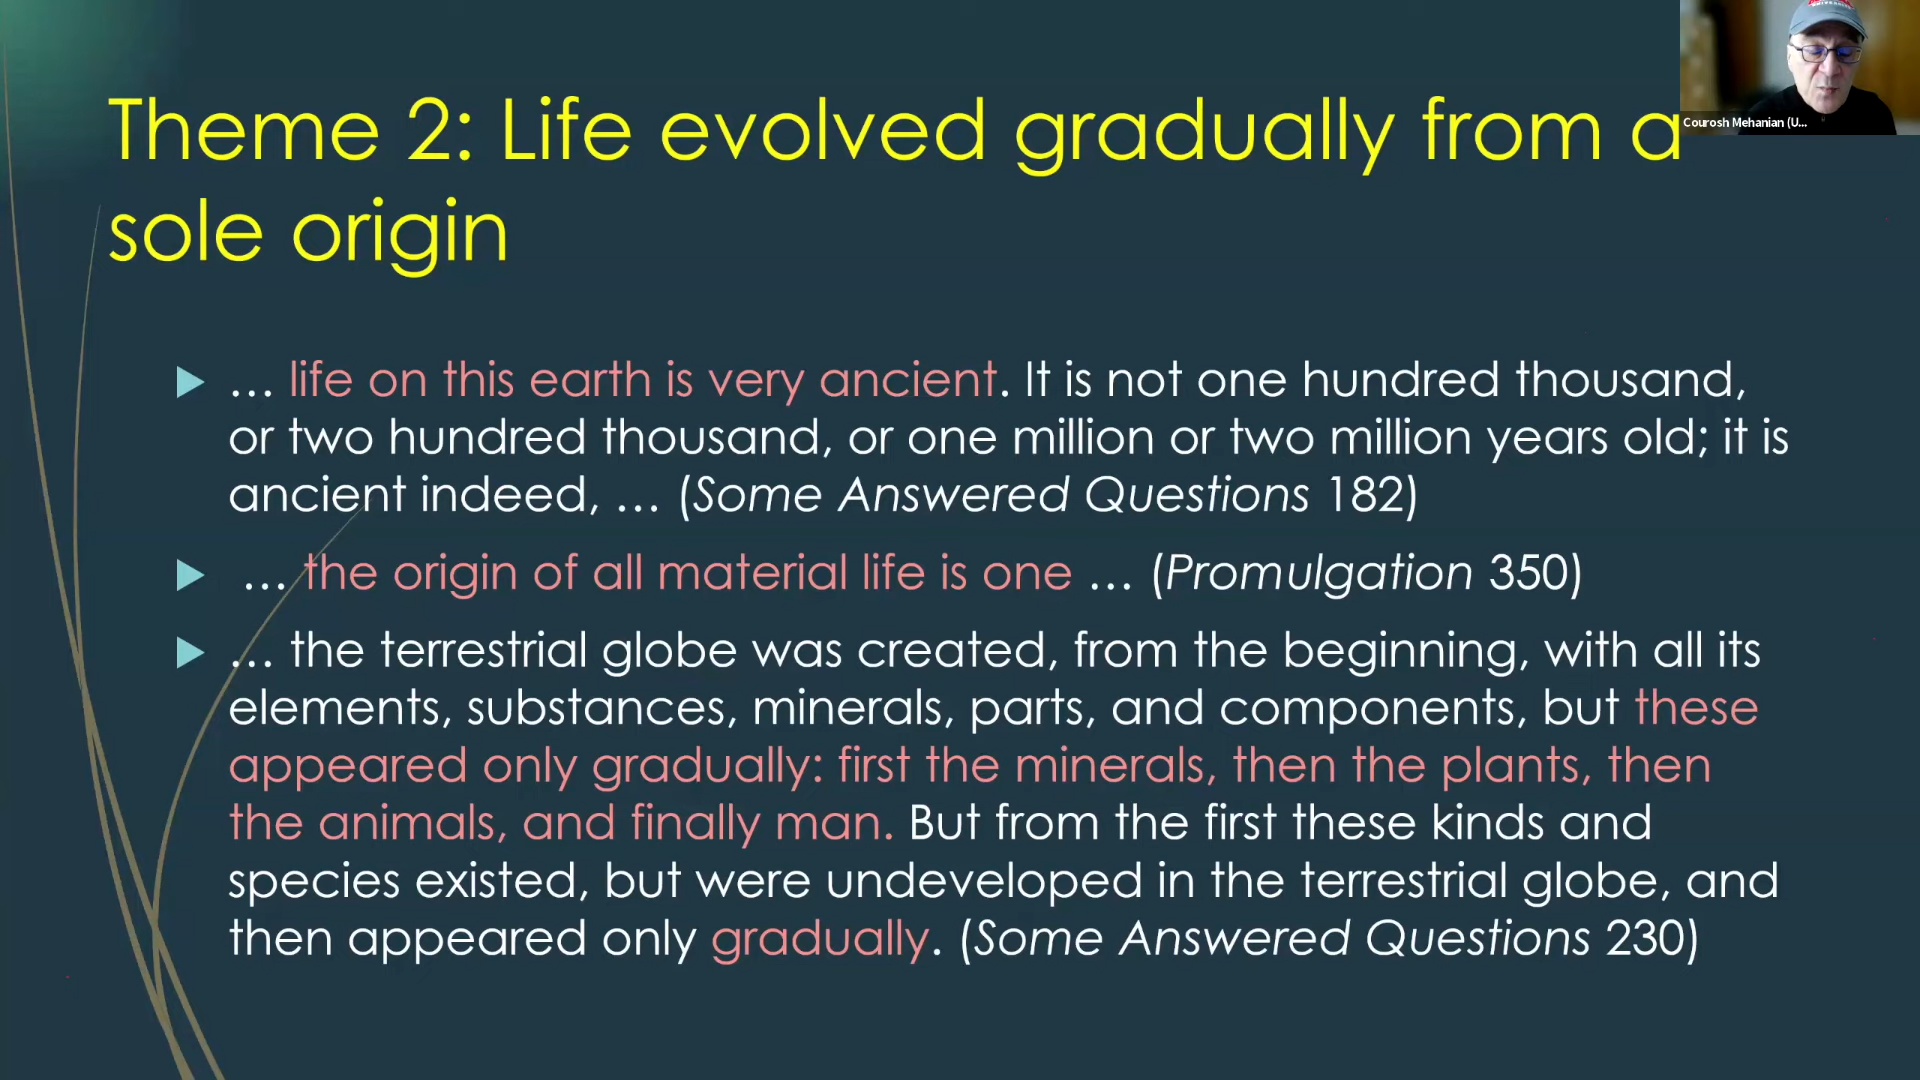 Theme 2: Life evolved gradually from a
sole origin
Courosh Mehanian (U...
… life on this earth is very ancient. It is not one hundred thousand,
or two hundred thousand, or one million or two million years old; it is
ancient indeed, … (Some Answered Questions 182)
… the origin of all material life is one … (Promulgation 350)
… the terrestrial globe was created, from the beginning, with all its
elements, substances, minerals, parts, and components, but these
appeared only gradually: first the minerals, then the plants, then
the animals, and finally man. But from the first these kinds and
species existed, but were undeveloped in the terrestrial globe, and
then appeared only gradually. (Some Answered Questions 230)